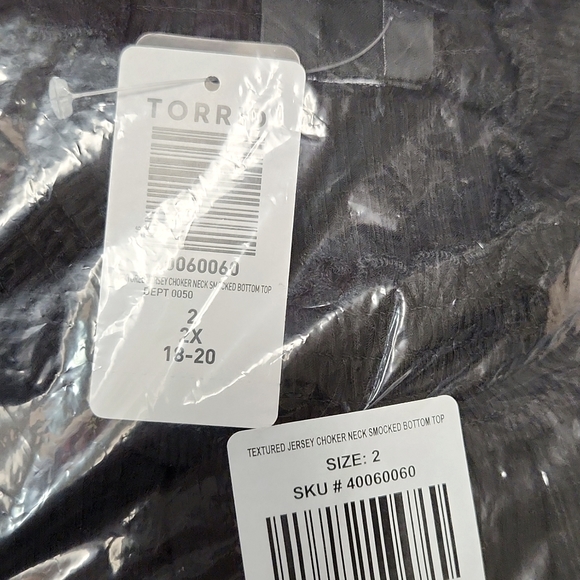 TORRID
0060060
JERSEY CHOKER NECK SMOCKED BOTTOM TOP
DEPT 0050
2
2X
18-20
TEXTURED JERSEY CHOKER NECK SMOCKED BOTTOM TOP
SIZE: 2
SKU # 40060060